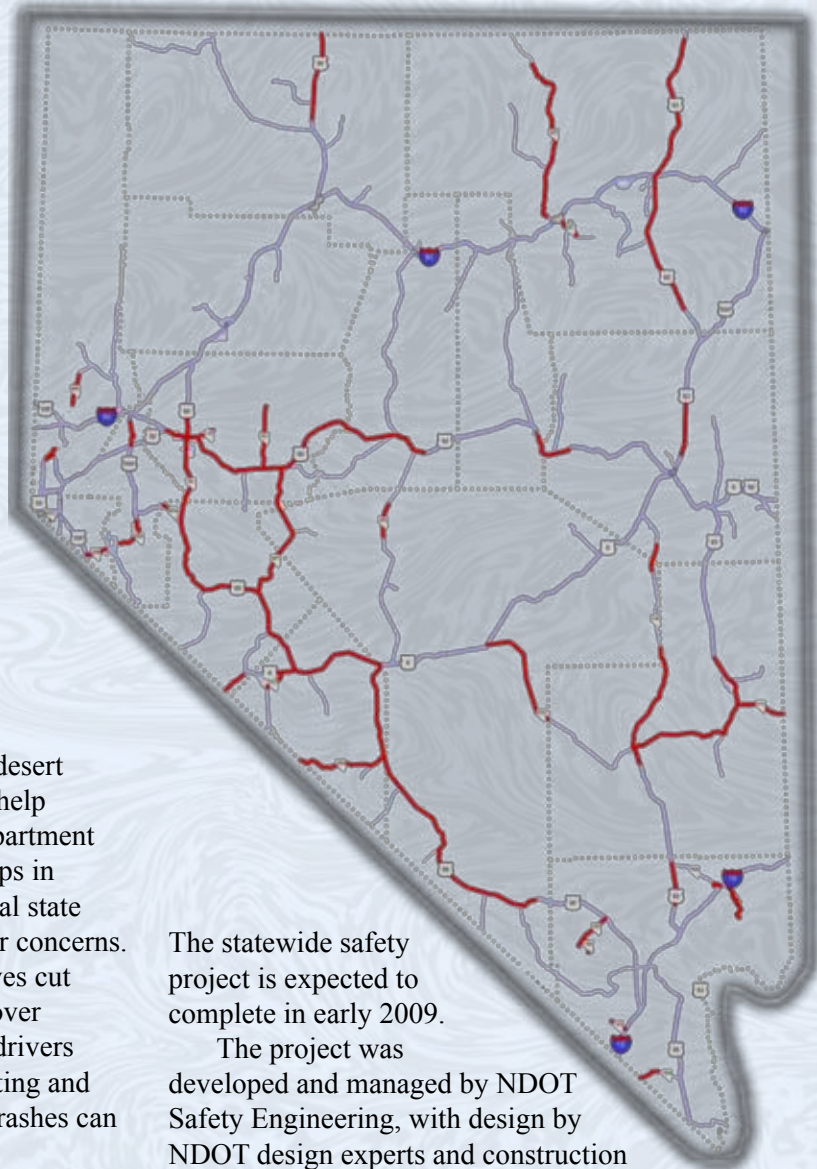 desert
help
partment
ps in
al state
r concerns.
ves cut
over
drivers
ting and
rashes can
The statewide safety
project is expected to
complete in early 2009.
The project was
developed and managed by NDOT
Safety Engineering, with design by
NDOT design experts and construction